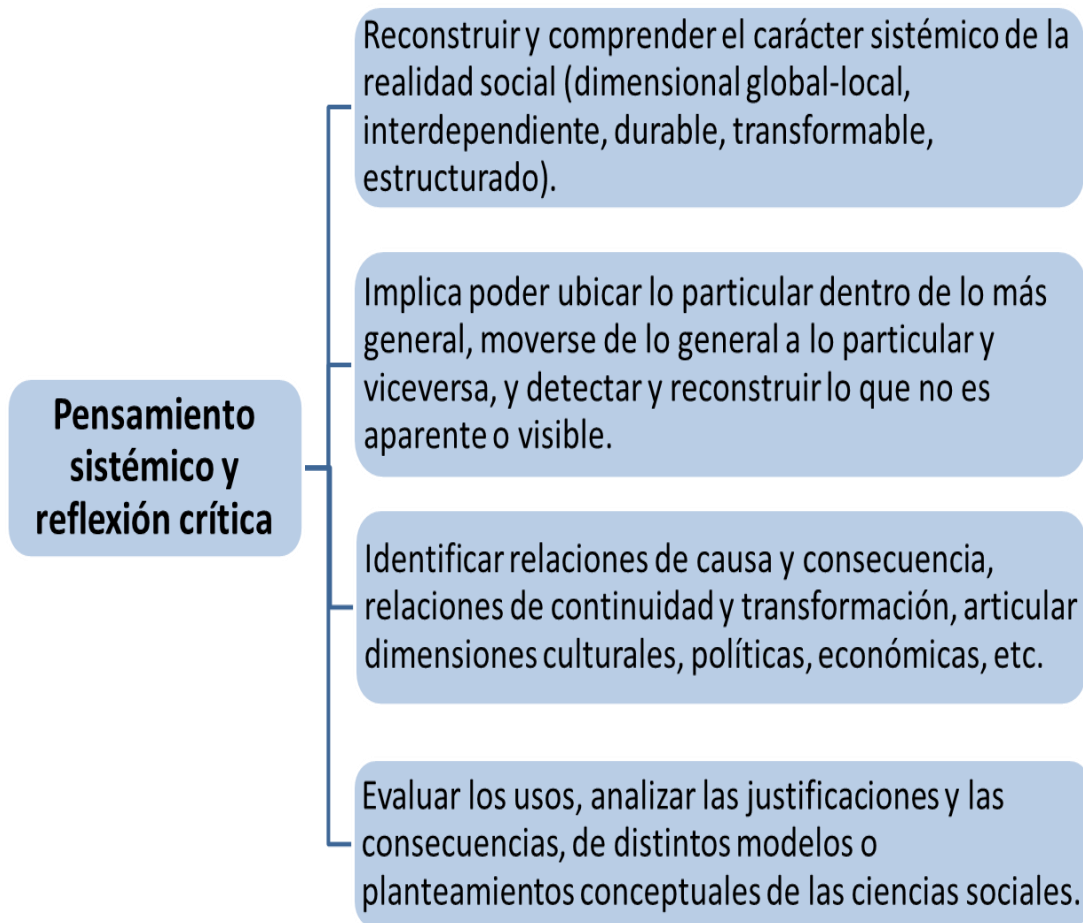 Pensamiento
sistémico y
reflexión crítica
Reconstruir y comprender el carácter sistémico de la
realidad social (dimensional global-local,
interdependiente, durable, transformable,
estructurado).
Implica poder ubicar lo particular dentro de lo más
general, moverse de lo general a lo particular y
viceversa, y detectar y reconstruir lo que no es
aparente o visible.
Identificar relaciones de causa y consecuencia,
relaciones de continuidad y transformación, articular
dimensiones culturales, políticas, económicas, etc.
Evaluar los usos, analizar las justificaciones y las
consecuencias, de distintos modelos o
planteamientos conceptuales de las ciencias sociales.